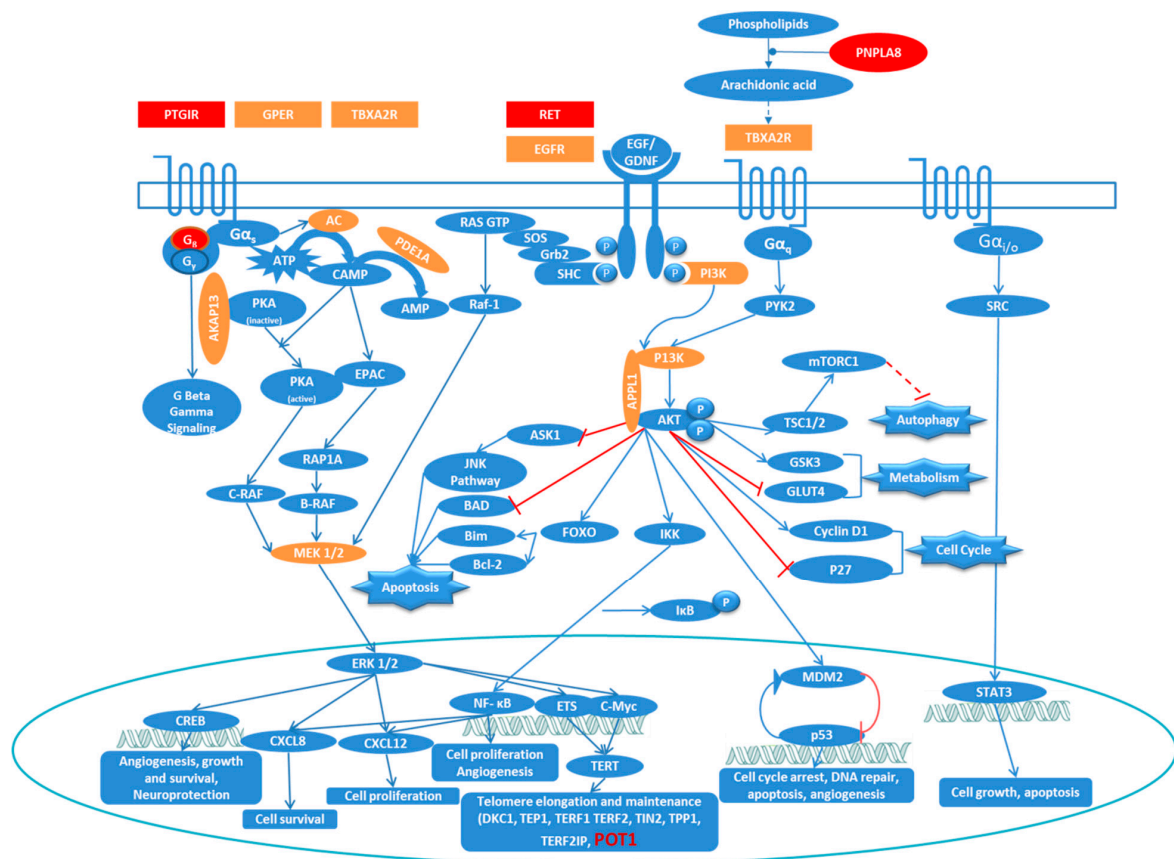 Phospholipids
PNPLA8
Arachidonic acid
PTGIR
GPER
TBXA2R
RET
EGFR
EGF/
GDNF
TBXA2R
Gβ
Gγ
Gαs
AC
ATP
CAMP
PDE1A
AMP
RAS GTP
SOS
Grb2
SHC
P
P
P
P
PI3K
Gαq
Gαi/o
AKAP13
PKA
(inactive)
Raf-1
PYK2
SRC
G Beta
Gamma
Signaling
PKA
(active)
EPAC
APPL1
P13K
mTORC1
AKT
P
P
TSC1/2
Autophagy
ASK1
RAP1A
JNK
Pathway
GSK3
GLUT4
Metabolism
C-RAF
B-RAF
BAD
MEK 1/2
Bim
Bcl-2
FOXO
IKK
Cyclin D1
P27
Cell Cycle
Apoptosis
IκB
P
ERK 1/2
CREB
CXCL8
CXCL12
NF- κB
ETS
C-Myc
MDM2
STAT3
p53
TERT
Angiogenesis, growth
and survival,
Neuroprotection
Cell survival
Cell proliferation
Cell proliferation
Angiogenesis
Telomere elongation and maintenance
(DKC1, TEP1, TERF1 TERF2, TIN2, TPP1,
TERF2IP, POT1
Cell cycle arrest, DNA repair,
apoptosis, angiogenesis
Cell growth, apoptosis